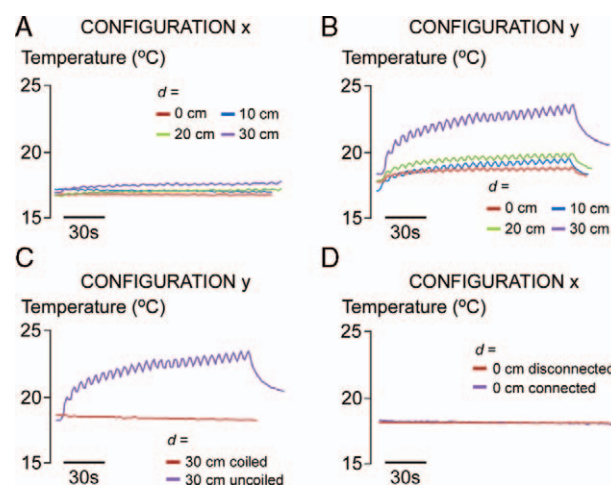 A CONFIGURATION x
Temperature (ºC)
d =
0 cm 10 cm
20 cm 30 cm
25
20
15
30s
B CONFIGURATION y
Temperature (ºC)
25
20
15
d =
0 cm 10 cm
20 cm 30 cm
30s
C CONFIGURATION y
Temperature (ºC)
25
20
15
d =
30 cm coiled
30 cm uncoiled
30s
D CONFIGURATION x
Temperature (ºC)
25
d =
0 cm disconnected
0 cm connected
20
15
30s